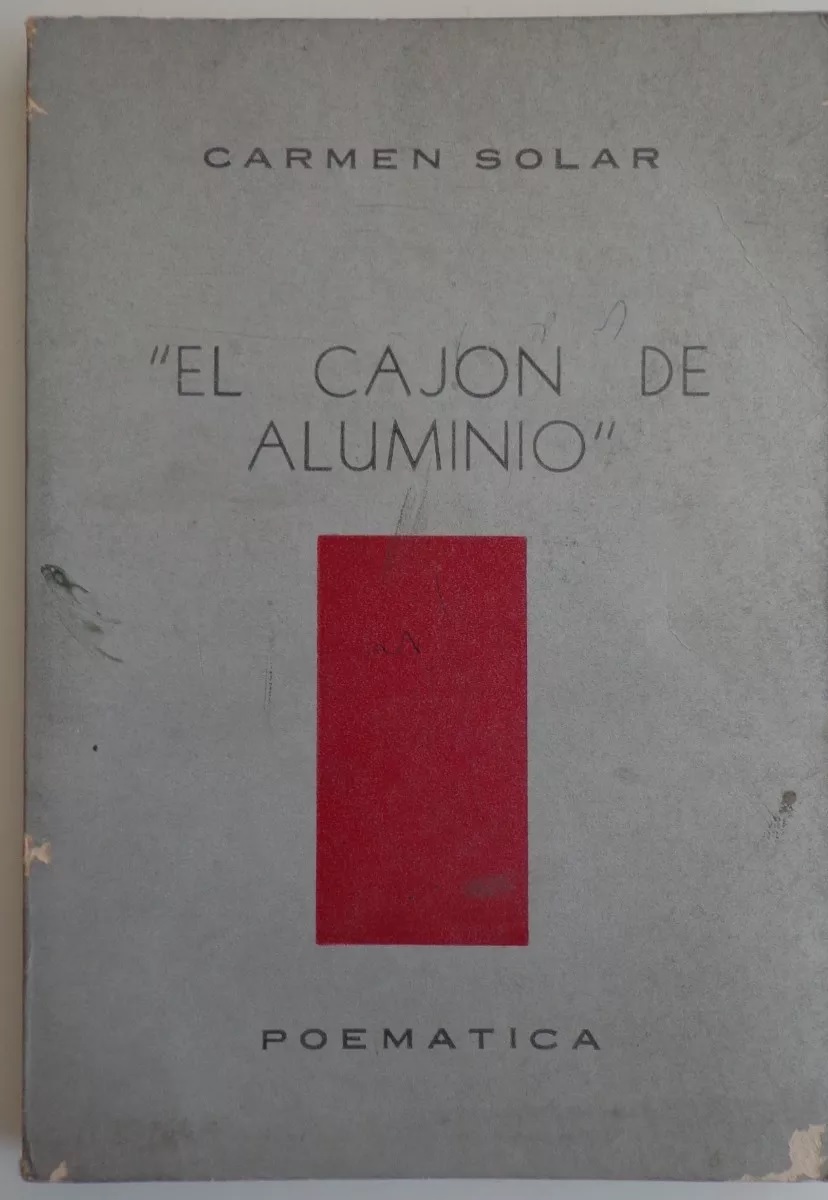 CARMEN SOLAR
"EL CAJON DE
ALUMINIO"
POEMATICA